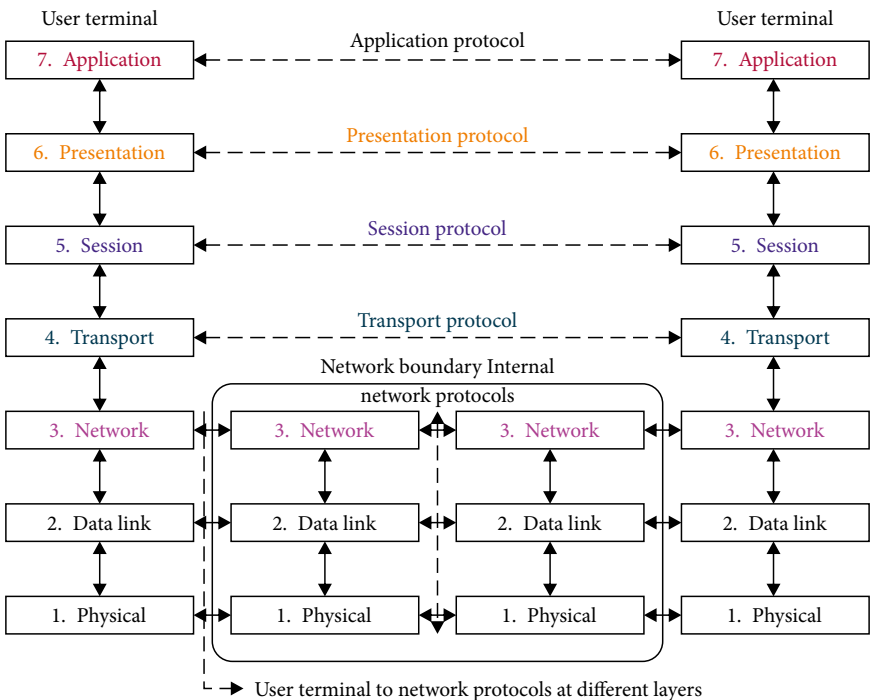 User terminal
User terminal
7. Application
Application protocol
7. Application
6. Presentation
Presentation protocol
6. Presentation
5. Session
Session protocol
5. Session
4. Transport
Transport protocol
4. Transport
Network boundary Internal
network protocols
3. Network
3. Network
3. Network
3. Network
2. Data link
2. Data link
2. Data link
2. Data link
1. Physical
1. Physical
1. Physical
1. Physical
User terminal to network protocols at different layers